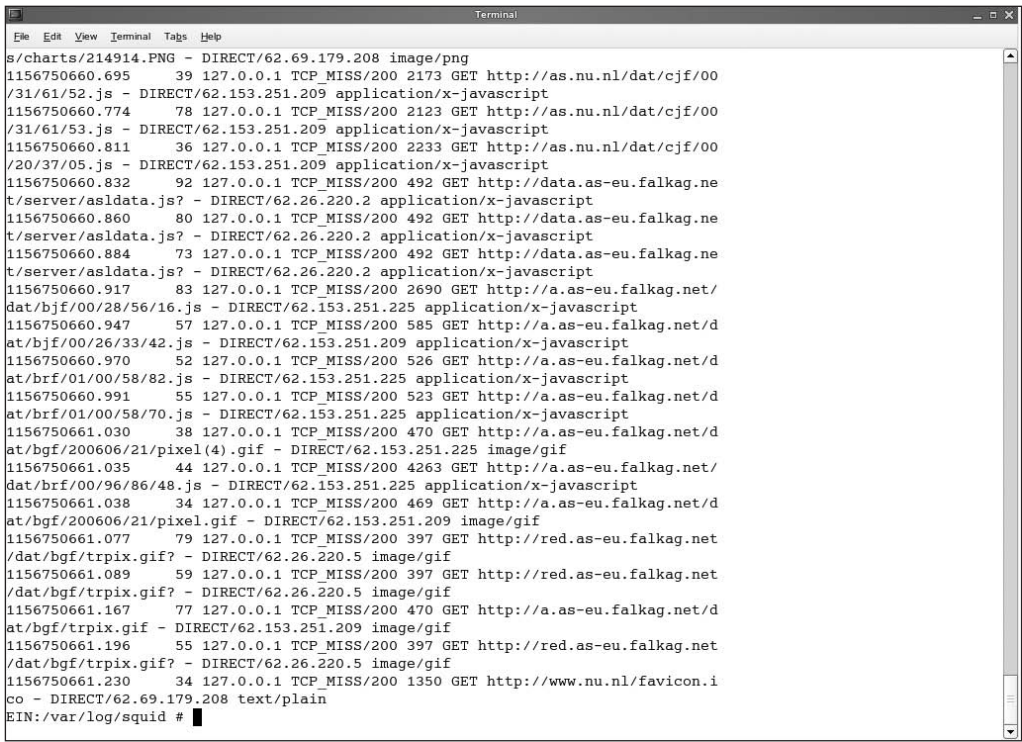 Terminal
File Edit View Terminal Tabs Help
s/charts/214914.PNG - DIRECT/62.69.179.208 image/png
1156750660.695     39 127.0.0.1 TCP_MISS/200 2173 GET http://as.nu.nl/dat/cjf/00
/31/61/52.js - DIRECT/62.153.251.209 application/x-javascript
1156750660.774     78 127.0.0.1 TCP_MISS/200 2123 GET http://as.nu.nl/dat/cjf/00
/31/61/53.js - DIRECT/62.153.251.209 application/x-javascript
1156750660.811     36 127.0.0.1 TCP_MISS/200 2233 GET http://as.nu.nl/dat/cjf/00
/20/37/05.js - DIRECT/62.153.251.209 application/x-javascript
1156750660.832     92 127.0.0.1 TCP_MISS/200 492 GET http://data.as-eu.falkag.ne
t/server/asldata.js? - DIRECT/62.26.220.2 application/x-javascript
1156750660.860     80 127.0.0.1 TCP_MISS/200 492 GET http://data.as-eu.falkag.ne
t/server/asldata.js? - DIRECT/62.26.220.2 application/x-javascript
1156750660.884     73 127.0.0.1 TCP_MISS/200 492 GET http://data.as-eu.falkag.ne
t/server/asldata.js? - DIRECT/62.26.220.2 application/x-javascript
1156750660.917     83 127.0.0.1 TCP_MISS/200 2690 GET http://a.as-eu.falkag.net/
dat/bjf/00/28/56/16.js - DIRECT/62.153.251.225 application/x-javascript
1156750660.947     57 127.0.0.1 TCP_MISS/200 585 GET http://a.as-eu.falkag.net/d
at/bjf/00/26/33/42.js - DIRECT/62.153.251.209 application/x-javascript
1156750660.970     52 127.0.0.1 TCP_MISS/200 526 GET http://a.as-eu.falkag.net/d
at/brf/01/00/58/82.js - DIRECT/62.153.251.225 application/x-javascript
1156750660.991     55 127.0.0.1 TCP_MISS/200 523 GET http://a.as-eu.falkag.net/d
at/brf/01/00/58/70.js - DIRECT/62.153.251.225 application/x-javascript
1156750661.030     38 127.0.0.1 TCP_MISS/200 470 GET http://a.as-eu.falkag.net/d
at/bgf/200606/21/pixel(4).gif - DIRECT/62.153.251.225 image/gif
1156750661.035     44 127.0.0.1 TCP_MISS/200 4263 GET http://a.as-eu.falkag.net/
dat/brf/00/96/86/48.js - DIRECT/62.153.251.225 application/x-javascript
1156750661.038     34 127.0.0.1 TCP_MISS/200 469 GET http://a.as-eu.falkag.net/d
at/bgf/200606/21/pixel.gif - DIRECT/62.153.251.209 image/gif
1156750661.077     79 127.0.0.1 TCP_MISS/200 397 GET http://red.as-eu.falkag.net
/dat/bgf/trpix.gif? - DIRECT/62.26.220.5 image/gif
1156750661.089     59 127.0.0.1 TCP_MISS/200 397 GET http://red.as-eu.falkag.net
/dat/bgf/trpix.gif? - DIRECT/62.26.220.5 image/gif
1156750661.167     77 127.0.0.1 TCP_MISS/200 470 GET http://a.as-eu.falkag.net/d
at/bgf/trpix.gif - DIRECT/62.153.251.209 image/gif
1156750661.196     55 127.0.0.1 TCP_MISS/200 397 GET http://red.as-eu.falkag.net
/dat/bgf/trpix.gif? - DIRECT/62.26.220.5 image/gif
1156750661.230     34 127.0.0.1 TCP_MISS/200 1350 GET http://www.nu.nl/favicon.i
co - DIRECT/62.69.179.208 text/plain
EIN:/var/log/squid #